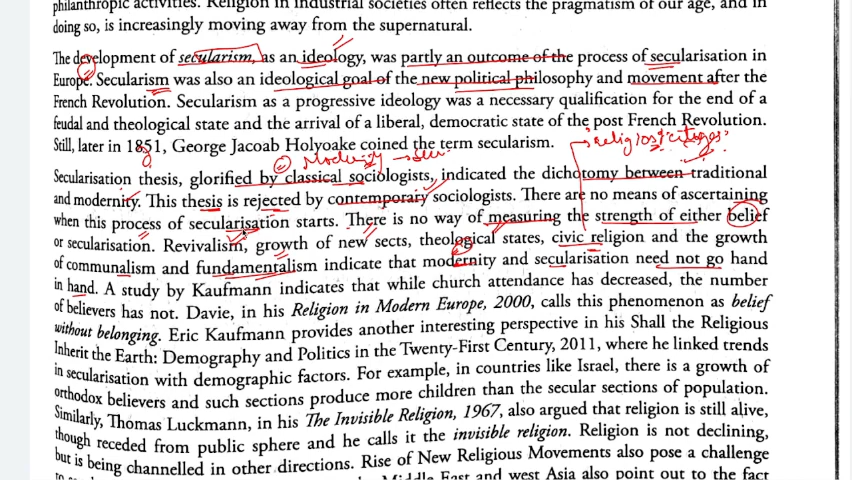 philanthropic activities. Religion in industrial societies often reflects the pragmatism of our age, and in
doing so, is increasingly moving away from the supernatural.
The development of secularism, as an ideology, was partly an outcome of the process of secularisation in
Europe. Secularism was also an ideological goal of the new political philosophy and movement after the
French Revolution. Secularism as a progressive ideology was a necessary qualification for the end of a
feudal and theological state and the arrival of a liberal, democratic state of the post French Revolution.
Still, later in 1851, George Jacoab Holyoake coined the term secularism.
Modernity → Secu
Secularisation thesis, glorified by classical sociologists, indicated the dichotomy between traditional
and modernity. This thesis is rejected by contemporary sociologists. There are no means of ascertaining
when this process of secularisation starts. There is no way of measuring the strength of either belief
or secularisation. Revivalism, growth of new sects, theological states, civic religion and the growth
of communalism and fundamentalism indicate that modernity and secularisation need not go hand
in hand. A study by Kaufmann indicates that while church attendance has decreased, the number
of believers has not. Davie, in his Religion in Modern Europe, 2000, calls this phenomenon as belief
without belonging. Eric Kaufmann provides another interesting perspective in his Shall the Religious
Inherit the Earth: Demography and Politics in the Twenty-First Century, 2011, where he linked trends
in secularisation with demographic factors. For example, in countries like Israel, there is a growth of
orthodox believers and such sections produce more children than the secular sections of population.
Similarly, Thomas Luckmann, in his The Invisible Religion, 1967, also argued that religion is still alive,
though receded from public sphere and he calls it the invisible religion. Religion is not declining,
but is being channelled in other directions. Rise of New Religious Movements also pose a challenge
Middle East and west Asia also point out to the fact